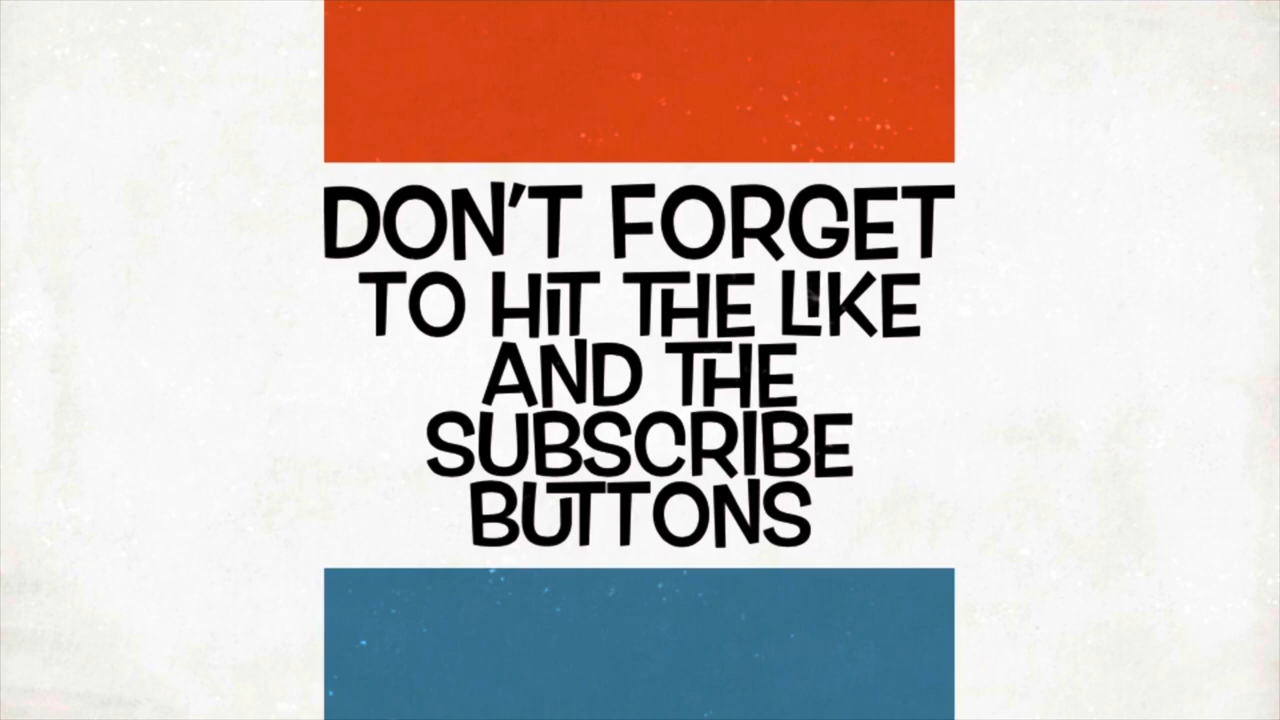 DON'T FORGET
TO HIT THE LIKE
AND THE
SUBSCRIBE
BUTTONS